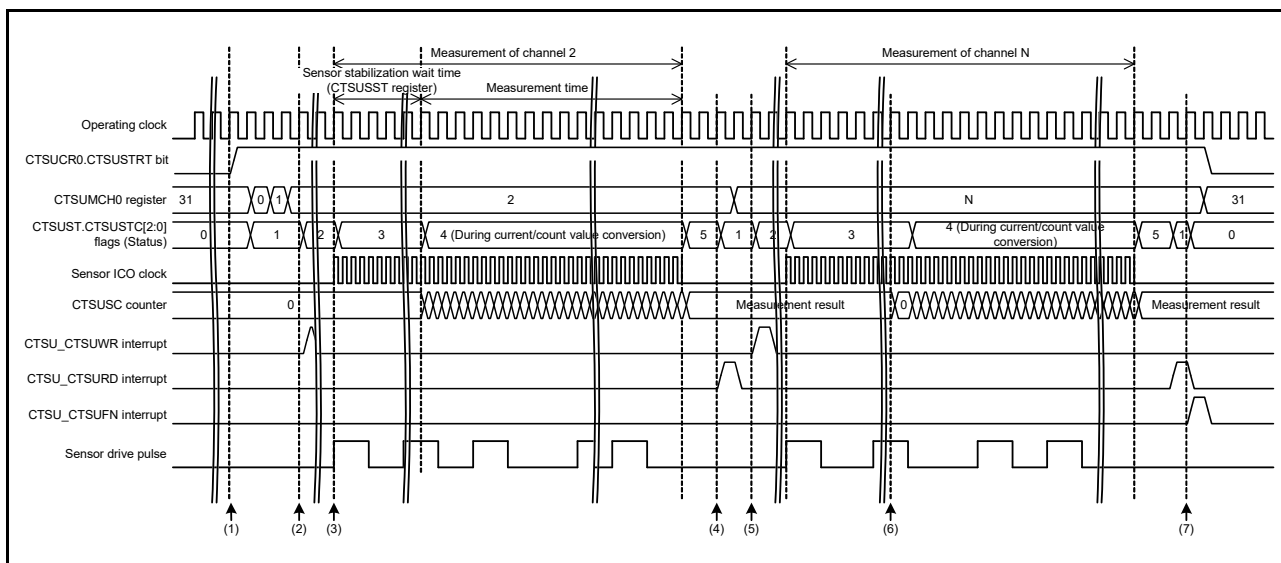 Measurement of channel 2
Measurement of channel N
Sensor stabilization wait time
(CTSUSST register)
Measurement time
Operating clock
CTSUCR0.CTSUSTRT bit
CTSUMCH0 register
31
0
1
2
N
31
CTSUST.CTSUSTC[2:0]
flags (Status)
0
1
2
3
4 (During current/count value conversion)
5
1
2
3
4 (During current/count value
conversion)
5
1
0
Sensor ICO clock
CTSUSC counter
0
Measurement result
0
Measurement result
CTSU_CTSUWR interrupt
CTSU_CTSURD interrupt
CTSU_CTSUFN interrupt
Sensor drive pulse
(1)
(2)
(3)
(4)
(5)
(6)
(7)